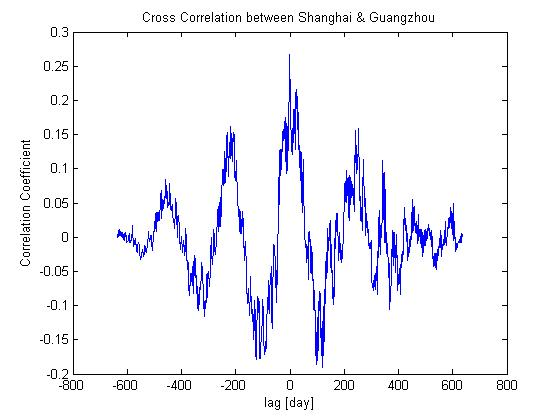 Cross Correlation between Shanghai & Guangzhou
0.3
0.25
0.2
0.15
0.1
0.05
0
-0.05
-0.1
-0.15
-0.2
Correlation Coefficient
-800 -600 -400 -200 0 200 400 600 800
lag [day]